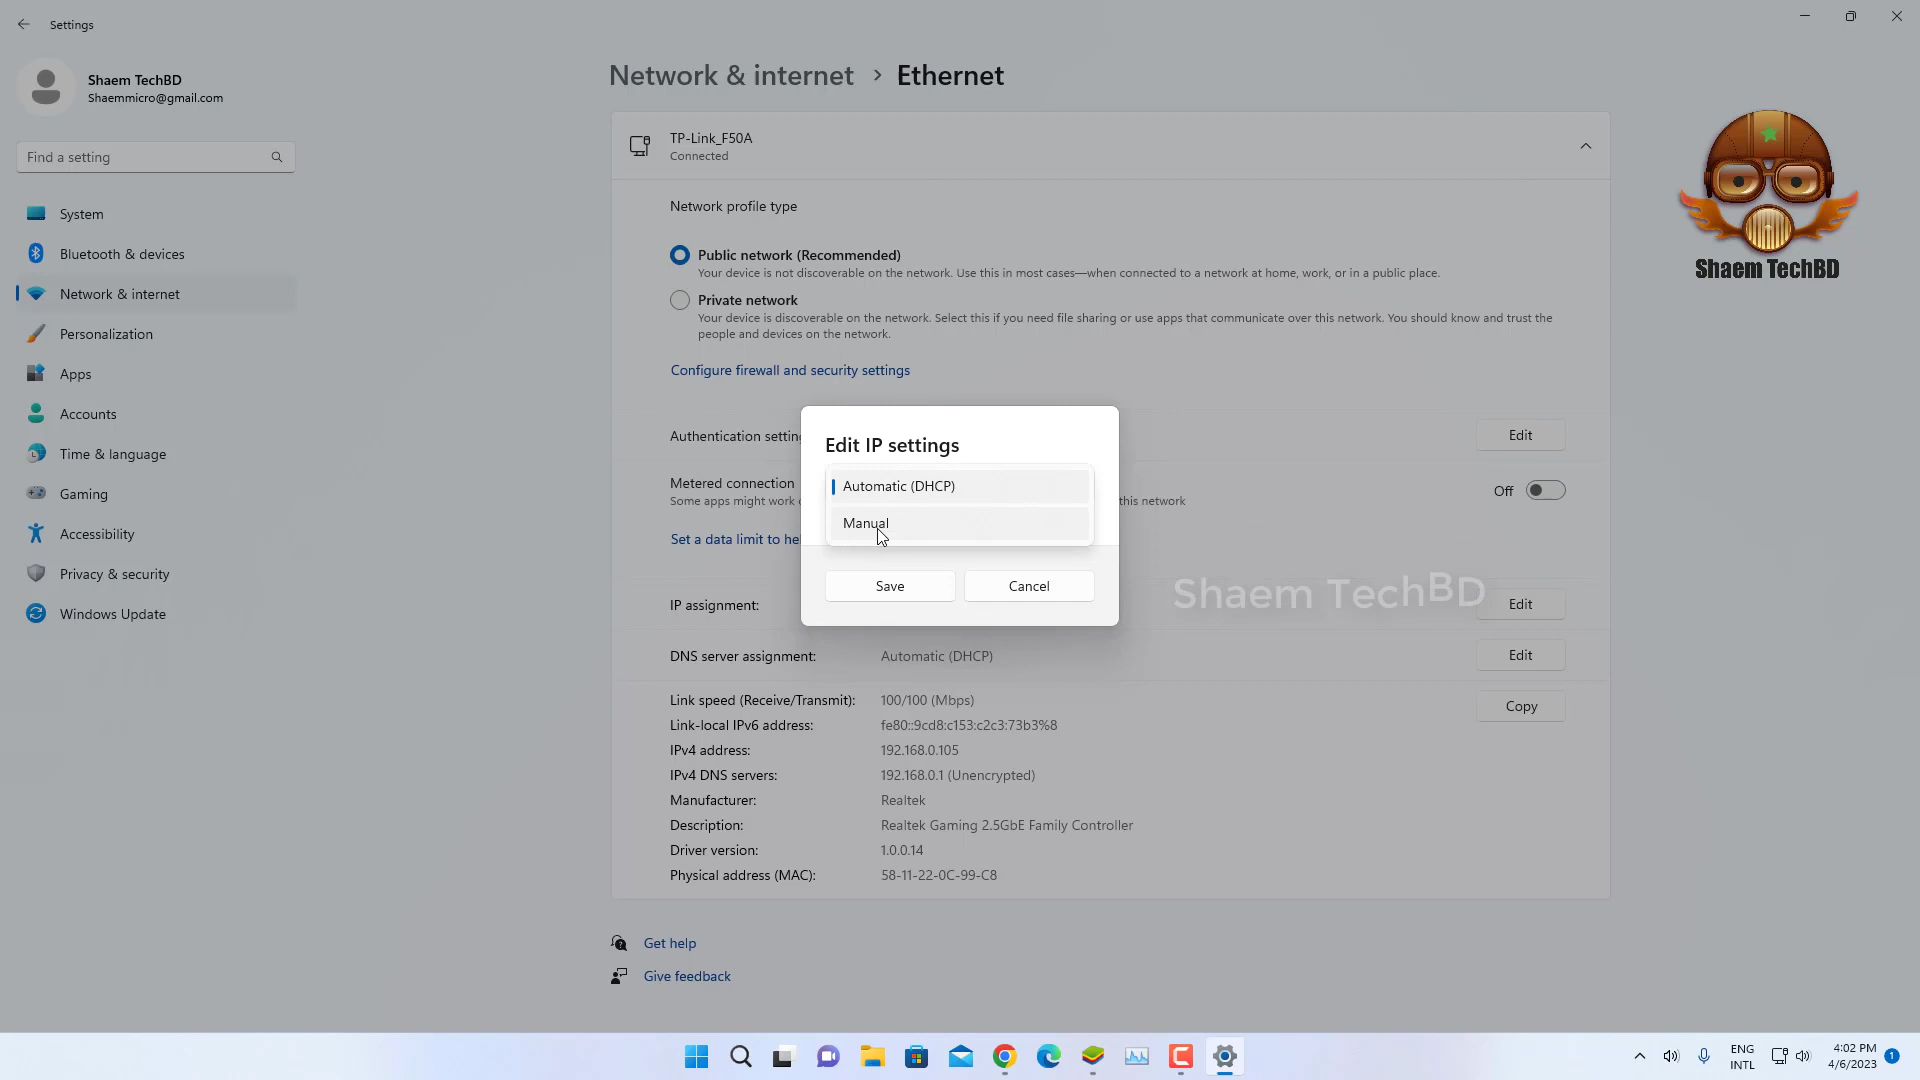 Settings
Shaem TechBD
Shaemmicro@gmail.com
Find a setting
System
Bluetooth & devices
Network & internet
Personalization
Apps
Accounts
Time & language
Gaming
Accessibility
Privacy & security
Windows Update
Network & internet > Ethernet
TP-Link_F50A
Connected
Network profile type
Public network (Recommended)
Your device is not discoverable on the network. Use this in most cases—when connected to a network at home, work, or in a public place.
Private network
Your device is discoverable on the network. Select this if you need file sharing or use apps that communicate over this network. You should know and trust the
people and devices on the network.
Configure firewall and security settings
Authentication setting
Edit
Metered connection
Some apps might work
this network
Off
Set a data limit to hel
Edit IP settings
Automatic (DHCP)
Manual
Save
Cancel
IP assignment:
Edit
DNS server assignment:
Automatic (DHCP)
Edit
Link speed (Receive/Transmit):
100/100 (Mbps)
Copy
Link-local IPv6 address:
fe80::9cd8:c153:c2c3:73b3%8
IPv4 address:
192.168.0.105
IPv4 DNS servers:
192.168.0.1 (Unencrypted)
Manufacturer:
Realtek
Description:
Realtek Gaming 2.5GbE Family Controller
Driver version:
1.0.0.14
Physical address (MAC):
58-11-22-0C-99-C8
Get help
Give feedback
Shaem TechBD
Shaem TechBD
ENG
INTL
4:02 PM
4/6/2023
1